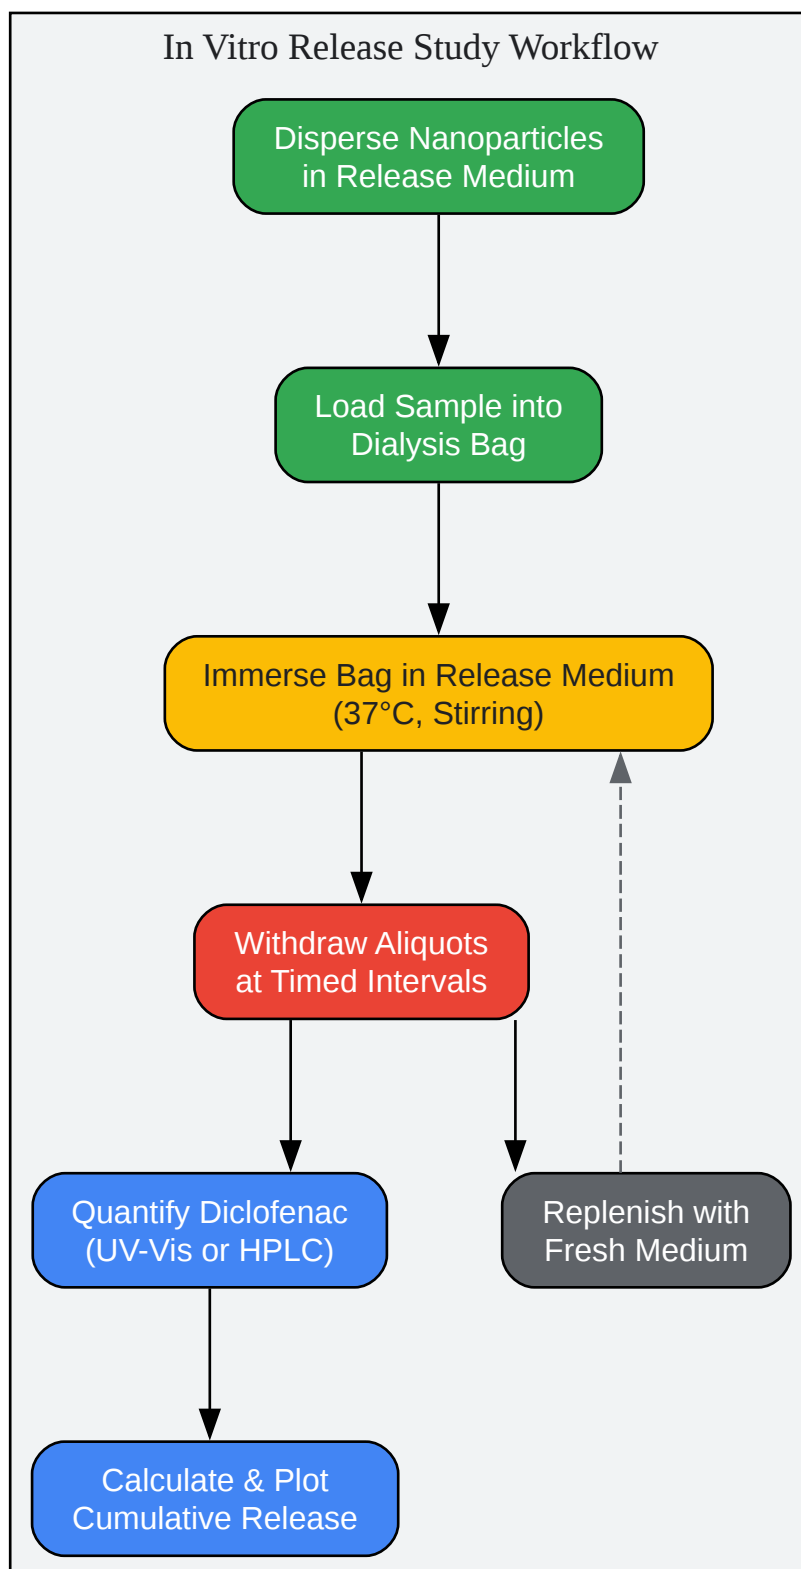 In Vitro Release Study Workflow
Disperse Nanoparticles
in Release Medium
Load Sample into
Dialysis Bag
Immerse Bag in Release Medium
(37°C, Stirring)
Withdraw Aliquots
at Timed Intervals
Quantify Diclofenac
(UV-Vis or HPLC)
Replenish with
Fresh Medium
Calculate & Plot
Cumulative Release